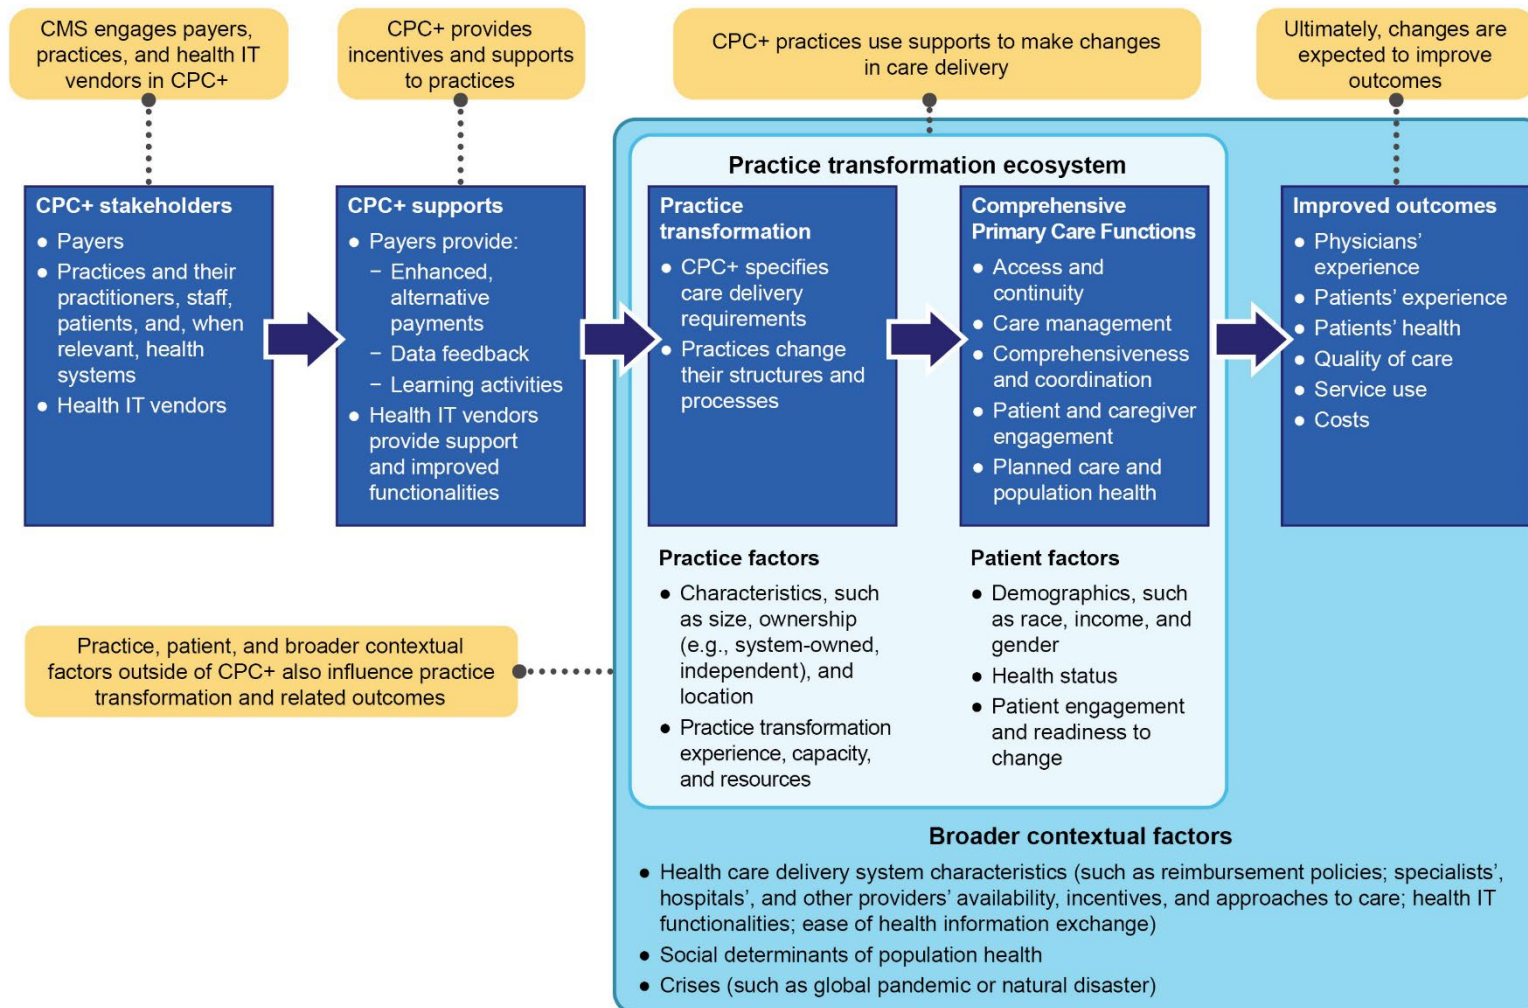 CMS engages payers,
practices, and health IT
vendors in CPC+
CPC+ provides
incentives and supports
to practices
CPC+ practices use supports to make changes
in care delivery
Ultimately, changes are
expected to improve
outcomes
Practice transformation ecosystem
CPC+ stakeholders
● Payers
● Practices and their
practitioners, staff,
patients, and, when
relevant, health
systems
● Health IT vendors
CPC+ supports
● Payers provide:
− Enhanced,
alternative
payments
− Data feedback
− Learning activities
● Health IT vendors
provide support
and improved
functionalities
Practice
transformation
● CPC+ specifies
care delivery
requirements
● Practices change
their structures and
processes
Comprehensive
Primary Care Functions
● Access and
continuity
● Care management
● Comprehensiveness
and coordination
● Patient and caregiver
engagement
● Planned care and
population health
Improved outcomes
● Physicians’
experience
● Patients’ experience
● Patients’ health
● Quality of care
● Service use
● Costs
Practice factors
● Characteristics, such
as size, ownership
(e.g., system-owned,
independent), and
location
● Practice transformation
experience, capacity,
and resources
Patient factors
● Demographics, such
as race, income, and
gender
● Health status
● Patient engagement
and readiness to
change
Practice, patient, and broader contextual
factors outside of CPC+ also influence practice
transformation and related outcomes
Broader contextual factors
● Health care delivery system characteristics (such as reimbursement policies; specialists’,
hospitals’, and other providers’ availability, incentives, and approaches to care; health IT
functionalities; ease of health information exchange)
● Social determinants of population health
● Crises (such as global pandemic or natural disaster)